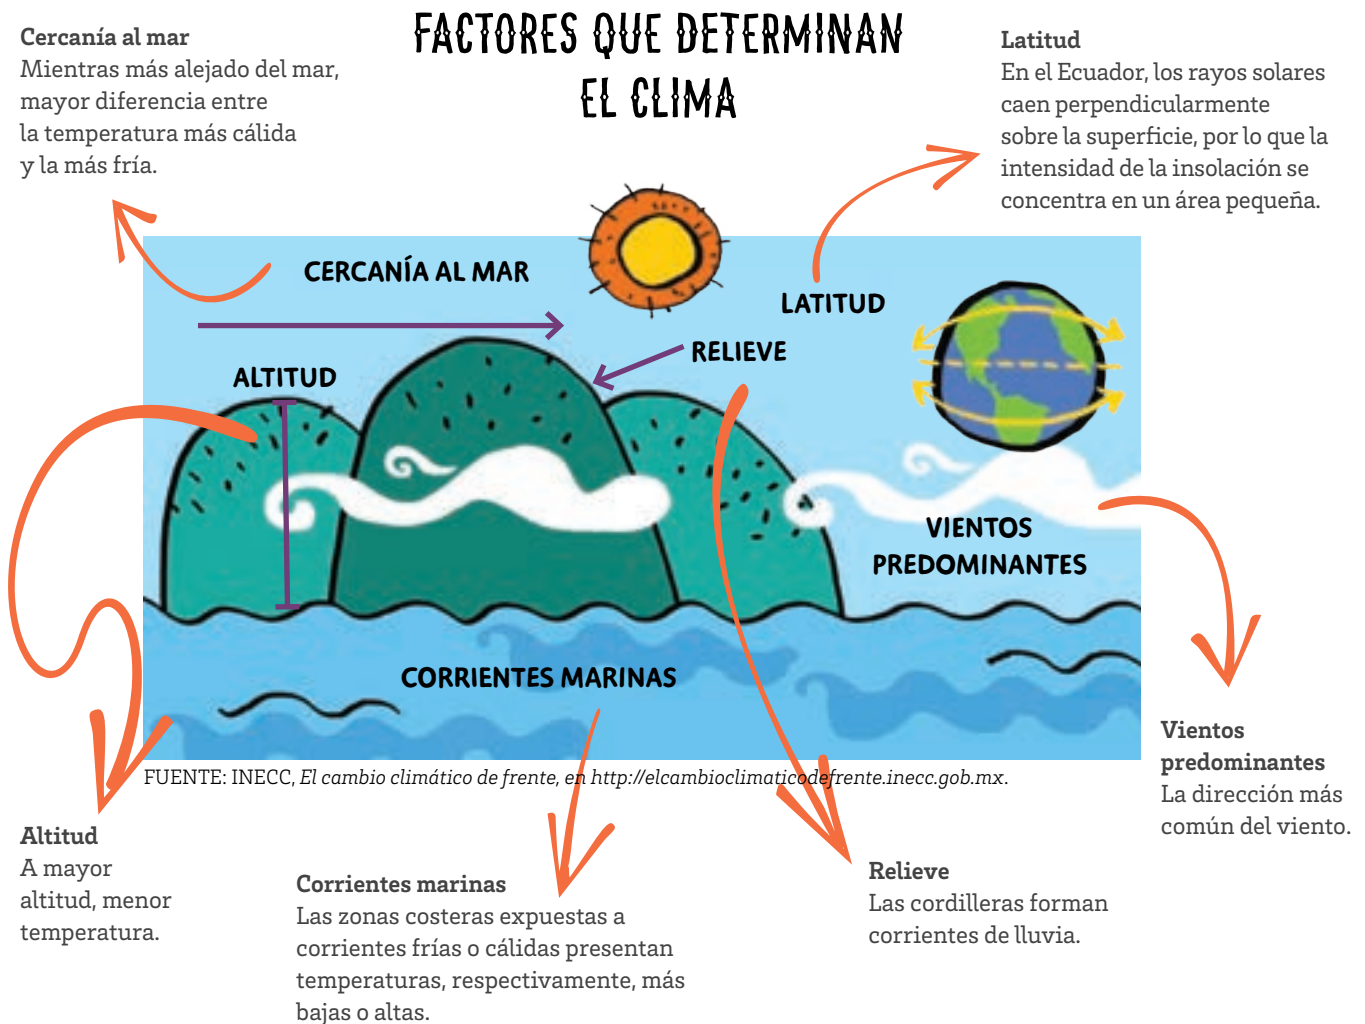 FACTORES QUE DETERMINAN
EL CLIMA
Cercanía al mar
Mientras más alejado del mar,
mayor diferencia entre
la temperatura más cálida
y la más fría.
Latitud
En el Ecuador, los rayos solares
caen perpendicularmente
sobre la superficie, por lo que la
intensidad de la insolación se
concentra en un área pequeña.
CERCANÍA AL MAR
LATITUD
RELIEVE
ALTITUD
VIENTOS
PREDOMINANTES
CORRIENTES MARINAS
FUENTE: INECC, El cambio climático de frente, en http://elcambioclimaticodefrente.inecc.gob.mx.
Vientos
predominantes
La dirección más
común del viento.
Altitud
A mayor
altitud, menor
temperatura.
Corrientes marinas
Las zonas costeras expuestas a
corrientes frías o cálidas presentan
temperaturas, respectivamente, más
bajas o altas.
Relieve
Las cordilleras forman
corrientes de lluvia.